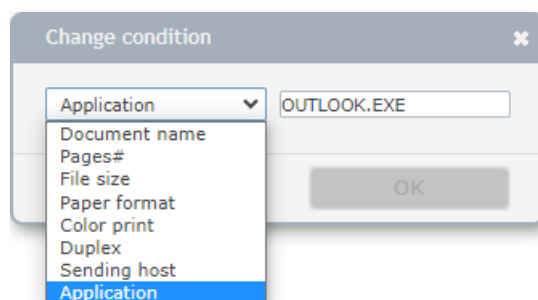 Change condition
Application OUTLOOK.EXE
Document name
Pages#
File size
Paper format
Color print
Duplex
Sending host
Application
OK